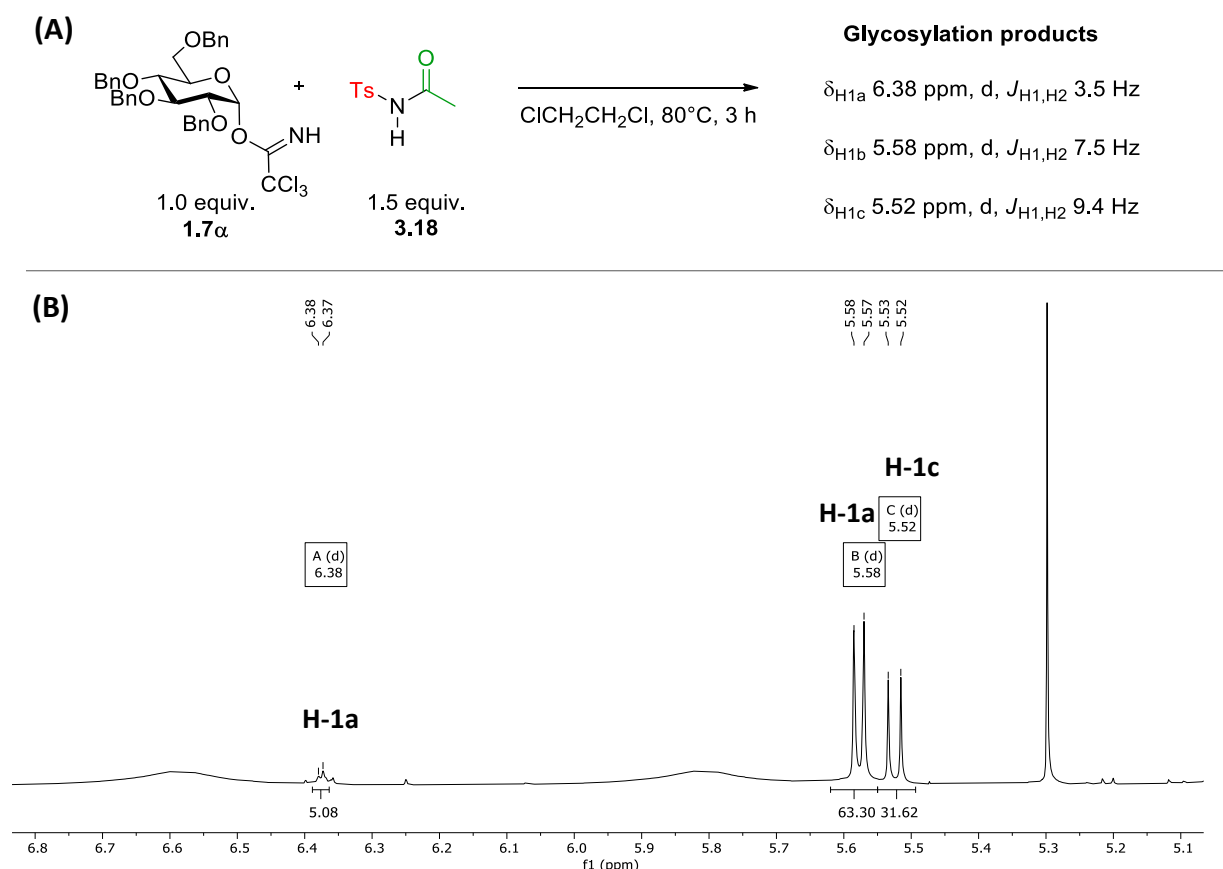 (A)
OBn
BnO
BnO
BnO
O
O
NH
CCl3
1.0 equiv.
1.7α
+
Ts
N
H
O
1.5 equiv.
3.18
ClCH2CH2Cl, 80°C, 3 h
Glycosylation products
δH1a 6.38 ppm, d, JH1,H2 3.5 Hz
δH1b 5.58 ppm, d, JH1,H2 7.5 Hz
δH1c 5.52 ppm, d, JH1,H2 9.4 Hz
(B)
6.38
6.37
5.58
5.57
5.53
5.52
H-1c
H-1a
C (d)
5.52
A (d)
6.38
B (d)
5.58
H-1a
5.08
63.30
31.62
6.8 6.7 6.6 6.5 6.4 6.3 6.2 6.1 6.0 5.9 5.8 5.7 5.6 5.5 5.4 5.3 5.2 5.1
f1 (ppm)